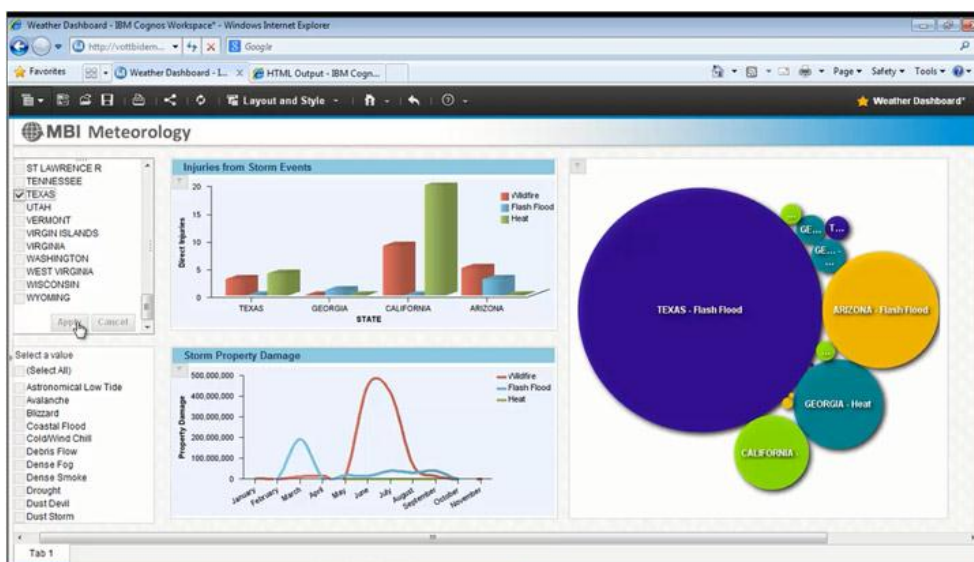 Weather Dashboard - IBM Cognos Workspace* - Windows Internet Explorer
http://vottbidem...
Google
Favorites
Weather Dashboard - I...
HTML Output - IBM Cogn...
Page
Safety
Tools
Layout and Style
Weather Dashboard*
MBI Meteorology
ST LAWRENCE R
TENNESSEE
TEXAS
UTAH
VERMONT
VIRGIN ISLANDS
VIRGINIA
WASHINGTON
WEST VIRGINIA
WISCONSIN
WYOMING
Apply
Cancel
Select a value
(Select All)
Astronomical Low Tide
Avalanche
Blizzard
Coastal Flood
Cold/Wind Chill
Debris Flow
Dense Fog
Dense Smoke
Drought
Dust Devil
Dust Storm
Injuries from Storm Events
Direct Injuries
20
15
10
5
0
TEXAS
GEORGIA
CALIFORNIA
ARIZONA
STATE
Wildfire
Flash Flood
Heat
Storm Property Damage
Property Damage
500,000,000
400,000,000
300,000,000
200,000,000
100,000,000
0
January
February
March
April
May
June
July
August
September
October
November
Wildfire
Flash Flood
Heat
...
GE...
T...
GE... -
...
TEXAS - Flash Flood
ARIZONA - Flash Flood
...
GEORGIA - Heat
CALIFORNIA -
Tab 1